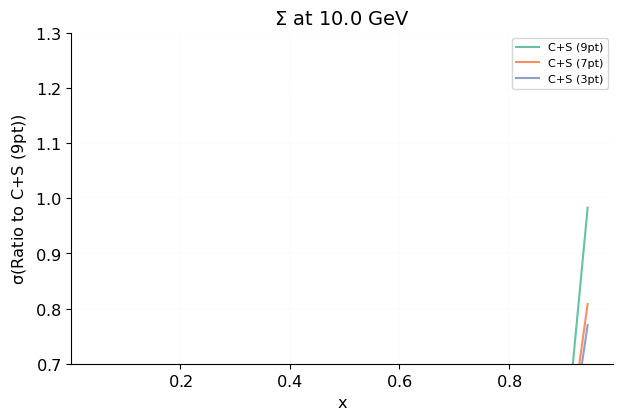 Σ at 10.0 GeV
C+S (9pt)
C+S (7pt)
C+S (3pt)
σ(Ratio to C+S (9pt))
1.3
1.2
1.1
1.0
0.9
0.8
0.7
0.2
0.4
0.6
0.8
x